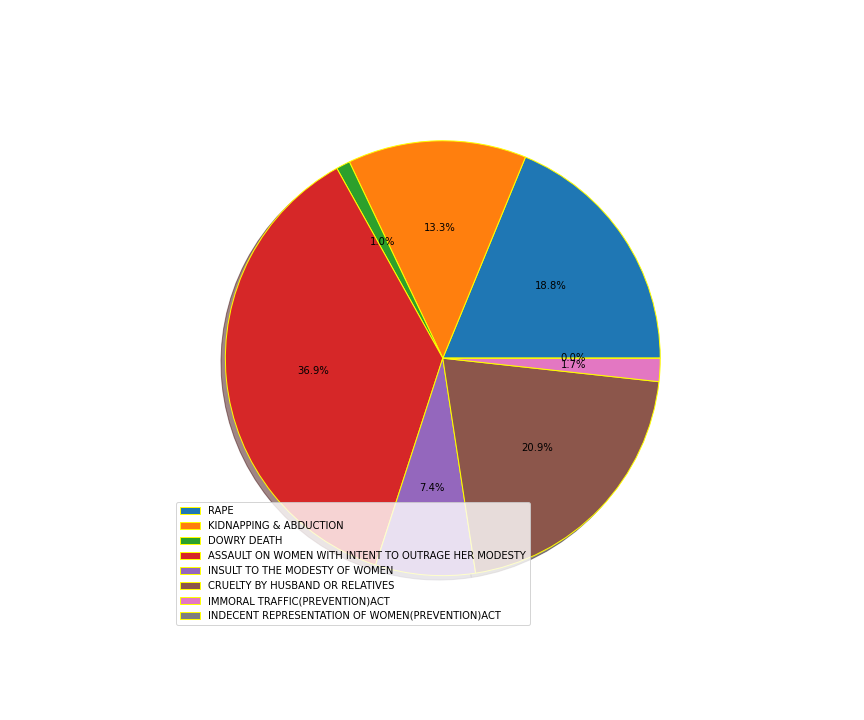 13.3%
1.0%
18.8%
0.0%
1.7%
36.9%
20.9%
7.4%
RAPE
KIDNAPPING & ABDUCTION
DOWRY DEATH
ASSAULT ON WOMEN WITH INTENT TO OUTRAGE HER MODESTY
INSULT TO THE MODESTY OF WOMEN
CRUELTY BY HUSBAND OR RELATIVES
IMMORAL TRAFFIC(PREVENTION)ACT
INDECENT REPRESENTATION OF WOMEN(PREVENTION)ACT